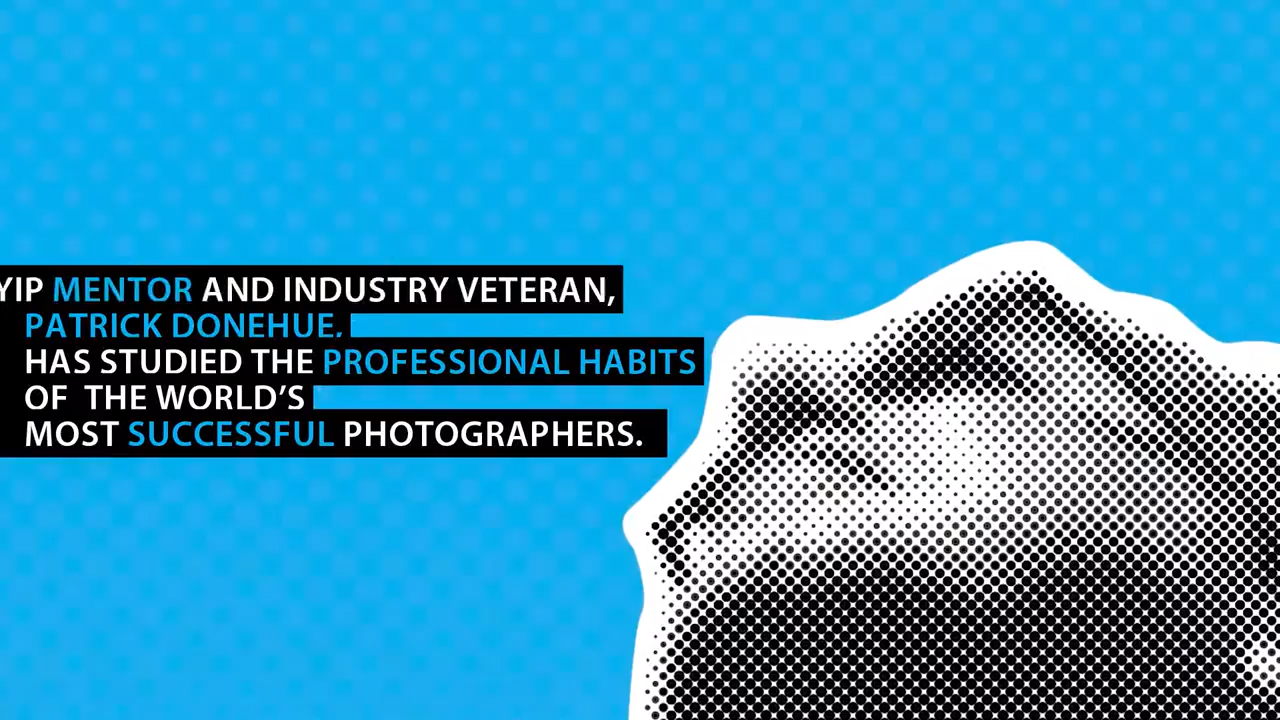 YIP MENTOR AND INDUSTRY VETERAN,
PATRICK DONEHUE,
HAS STUDIED THE PROFESSIONAL HABITS
OF THE WORLD'S
MOST SUCCESSFUL PHOTOGRAPHERS.